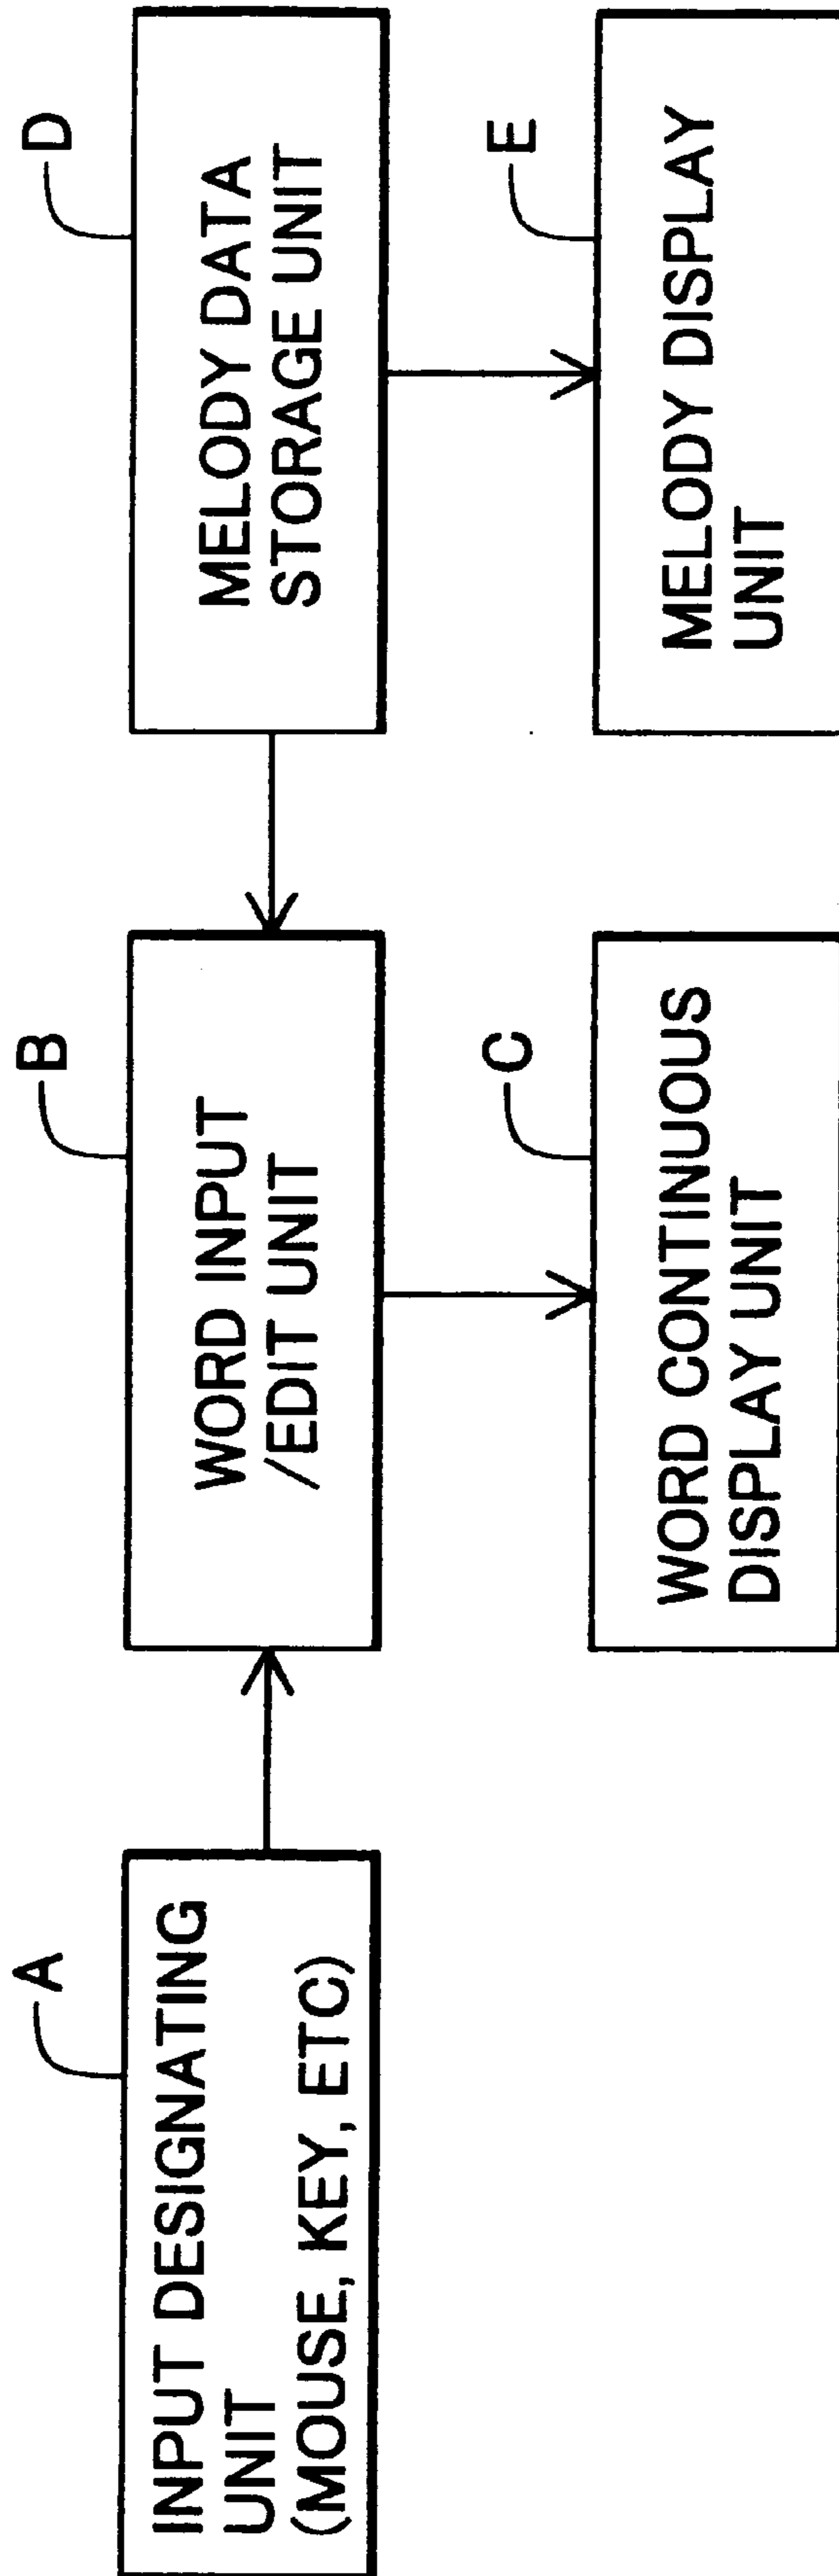 A
INPUT DESIGNATING
UNIT
(MOUSE, KEY, ETC)
B
WORD INPUT
/EDIT UNIT
D
MELODY DATA
STORAGE UNIT
C
WORD CONTINUOUS
DISPLAY UNIT
E
MELODY DISPLAY
UNIT